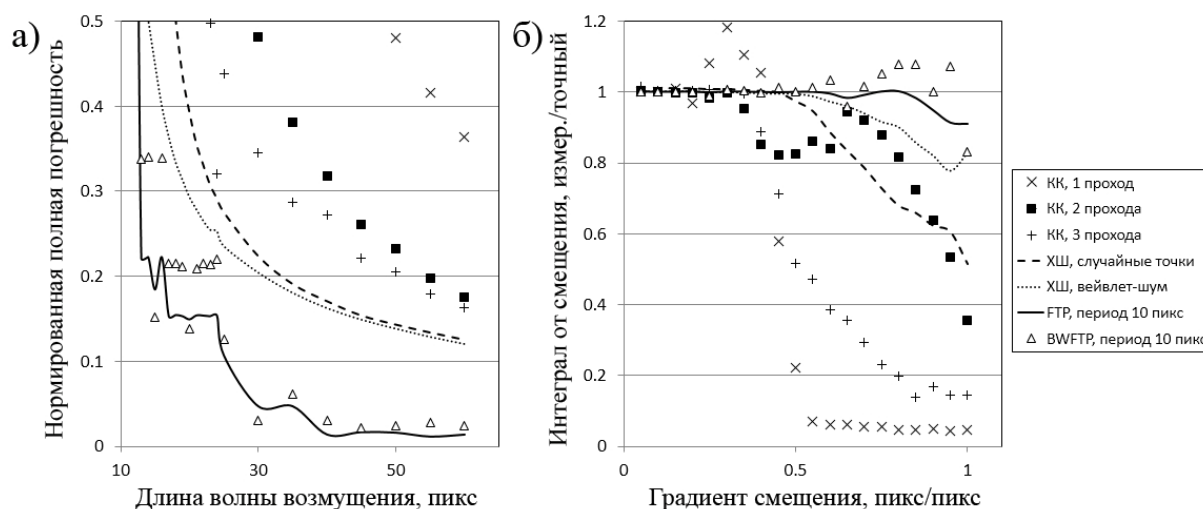 а)
Нормированная полная погрешность
0.5
0.4
0.3
0.2
0.1
0
10
30
50
Длина волны возмущения, пикс
б)
Интеграл от смещения, измер./точный
1.2
1
0.8
0.6
0.4
0.2
0
0
0.5
1
Градиент смещения, пикс/пикс
КК, 1 проход
КК, 2 прохода
КК, 3 прохода
ХШ, случайные точки
ХШ, вейвлет-шум
FTP, период 10 пикс
BWFTP, период 10 пикс